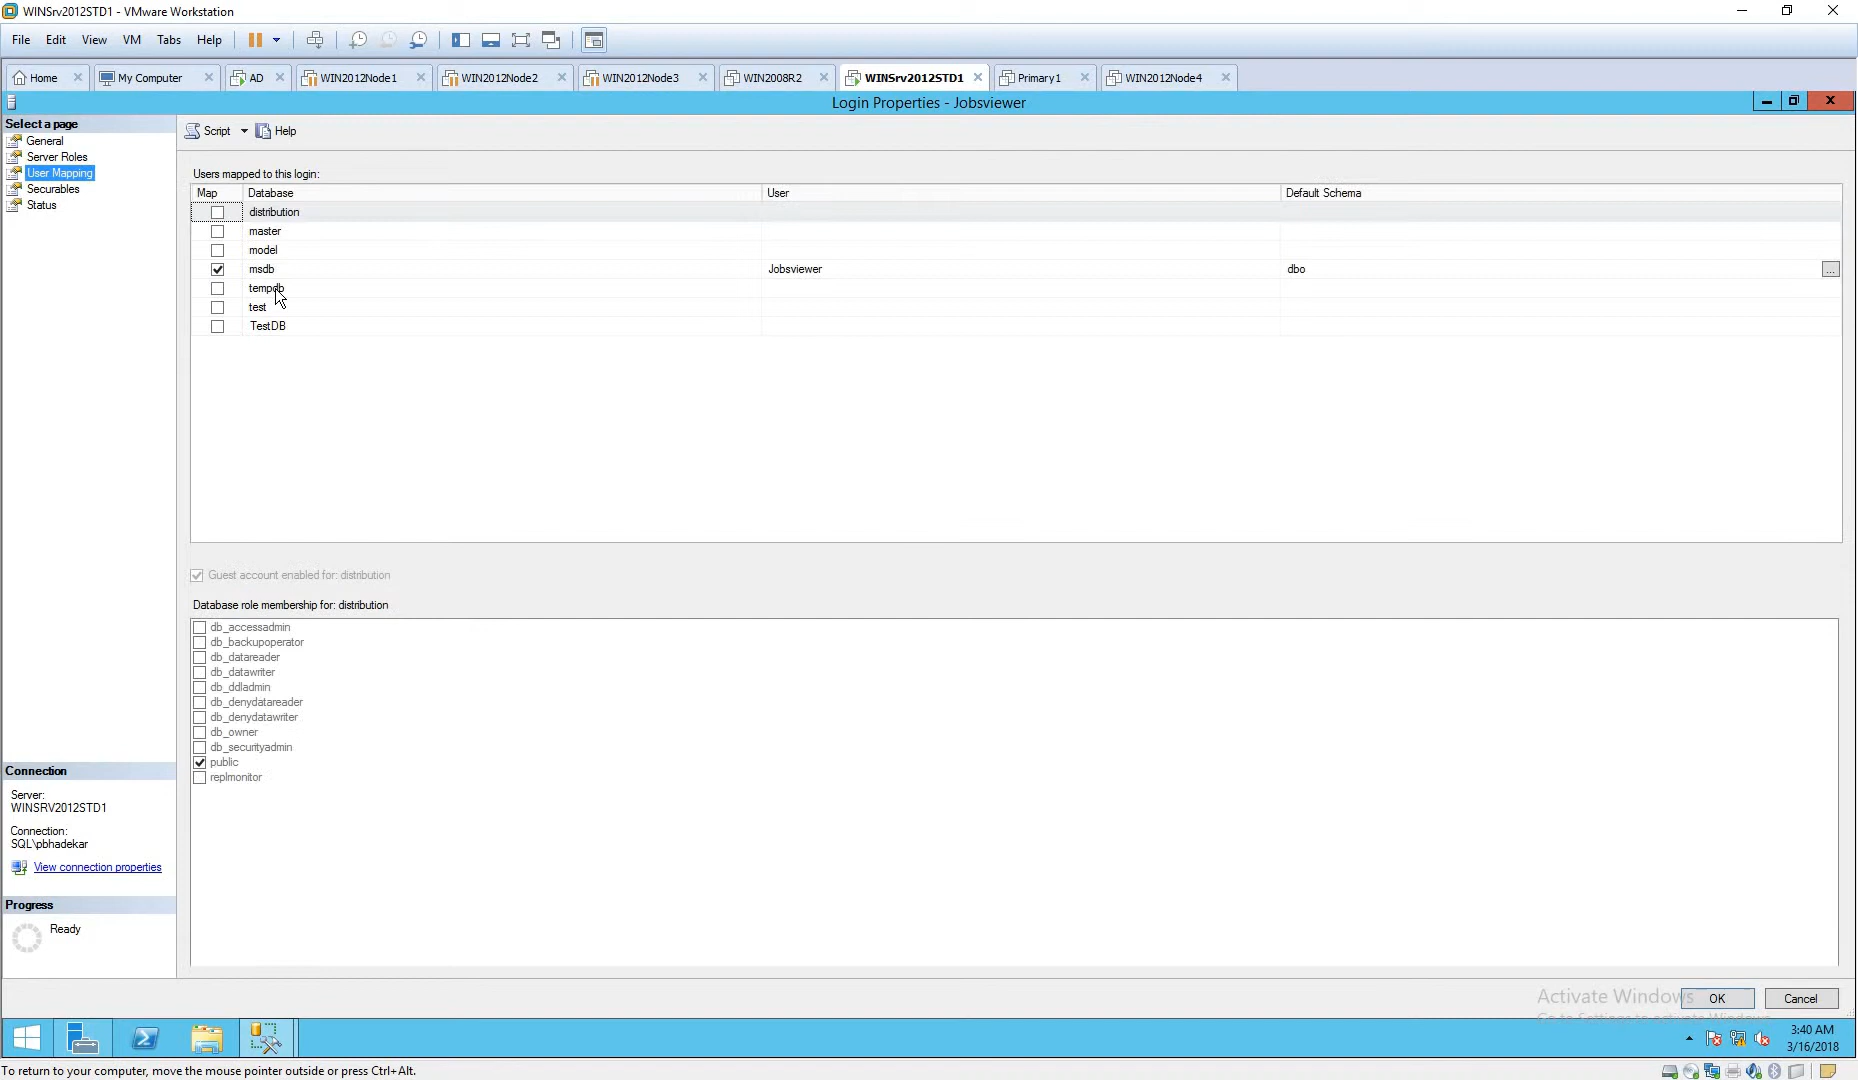 WINSrv2012STD1 - VMware Workstation
File Edit View VM Tabs Help
Home My Computer AD WIN2012Node1 WIN2012Node2 WIN2012Node3 WIN2008R2 WINSrv2012STD1 Primary1 WIN2012Node4
Login Properties - Jobsviewer
Select a page
General
Server Roles
User Mapping
Securables
Status
Script Help
Users mapped to this login:
Map Database User Default Schema
distribution
master
model
msdb Jobsviewer dbo ...
tempdb
test
TestDB
Guest account enabled for: distribution
Database role membership for: distribution
db_accessadmin
db_backupoperator
db_datareader
db_datawriter
db_ddladmin
db_denydatareader
db_denydatawriter
db_owner
db_securityadmin
public
replmonitor
Connection
Server:
WINSRV2012STD1
Connection:
SQL\pbhadekar
View connection properties
Progress
Ready
Activate Windows
OK Cancel
3:40 AM
3/16/2018
To return to your computer, move the mouse pointer outside or press Ctrl+Alt.